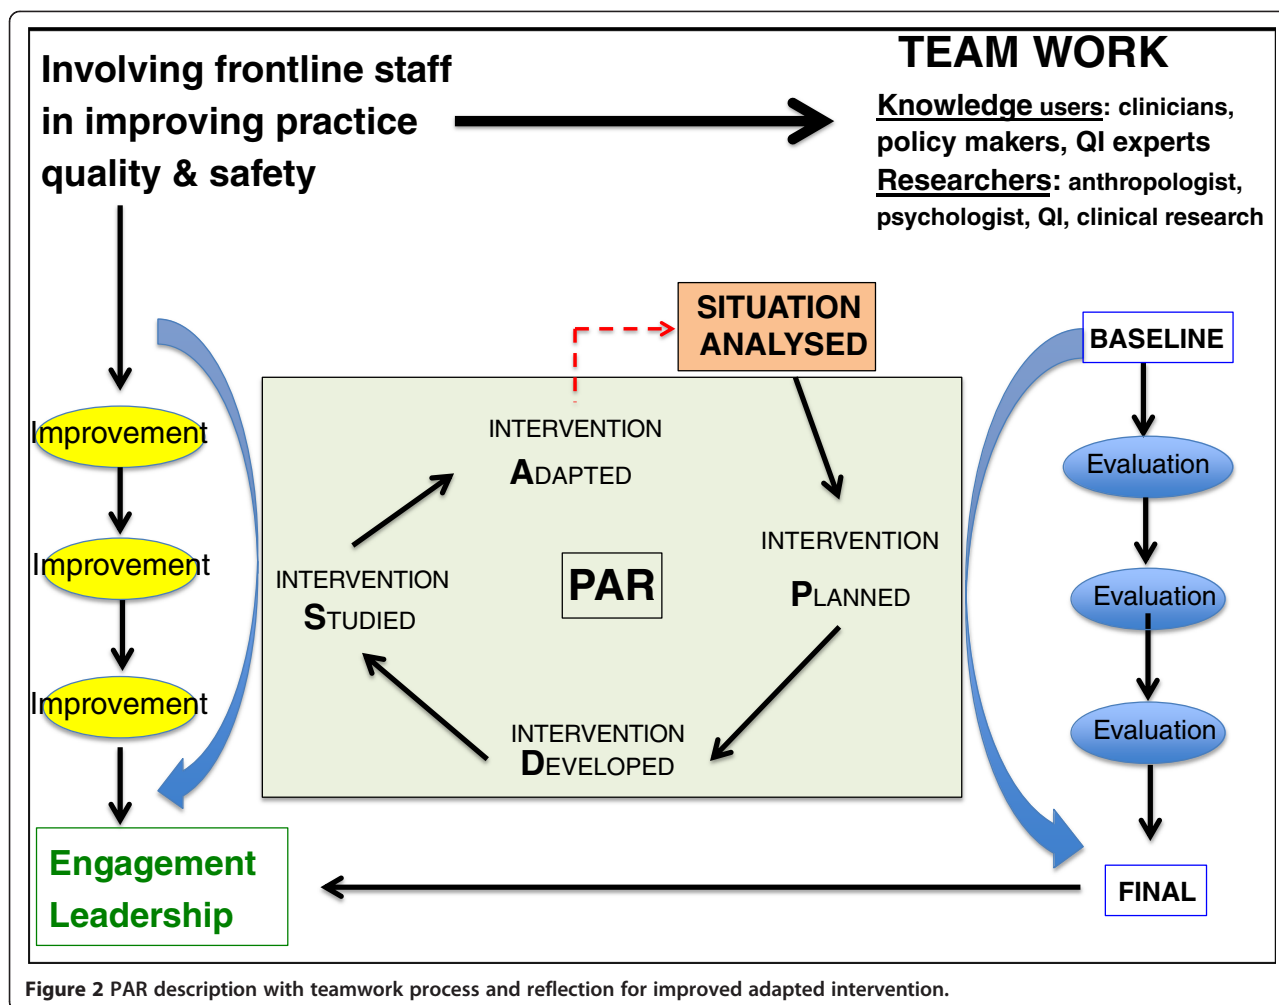 Involving frontline staff
in improving practice
quality & safety
TEAM WORK
Knowledge users: clinicians,
policy makers, QI experts
Researchers: anthropologist,
psychologist, QI, clinical research
SITUATION
ANALYSED
BASELINE
Improvement
Improvement
Improvement
INTERVENTION
ADAPTED
INTERVENTION
PLANNED
INTERVENTION
DEVELOPED
INTERVENTION
STUDIED
PAR
Evaluation
Evaluation
Evaluation
FINAL
Engagement
Leadership
Figure 2 PAR description with teamwork process and reflection for improved adapted intervention.